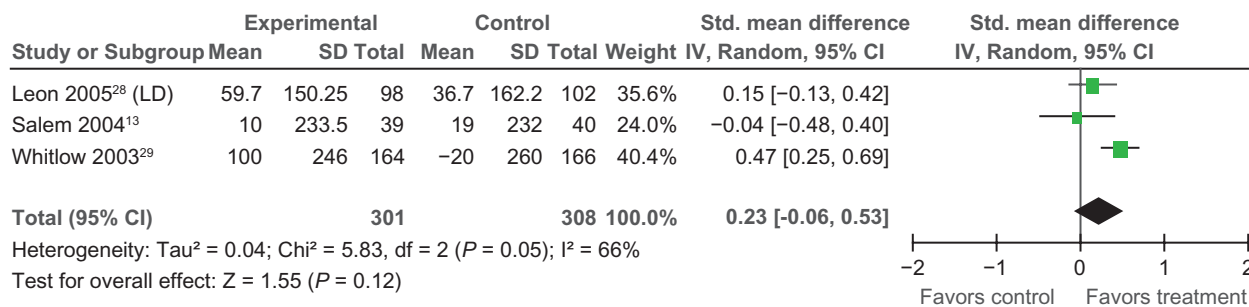 Experimental Control Std. mean difference Std. mean difference
Study or Subgroup Mean SD Total Mean SD Total Weight IV, Random, 95% CI IV, Random, 95% CI
Leon 2005²⁸ (LD) 59.7 150.25 98 36.7 162.2 102 35.6% 0.15 [−0.13, 0.42]
Salem 2004¹³ 10 233.5 39 19 232 40 24.0% −0.04 [−0.48, 0.40]
Whitlow 2003²⁹ 100 246 164 −20 260 166 40.4% 0.47 [0.25, 0.69]
Total (95% CI) 301 308 100.0% 0.23 [-0.06, 0.53]
Heterogeneity: Tau² = 0.04; Chi² = 5.83, df = 2 (P = 0.05); I² = 66%
Test for overall effect: Z = 1.55 (P = 0.12)
−2 −1 0 1 2
Favors control Favors treatment